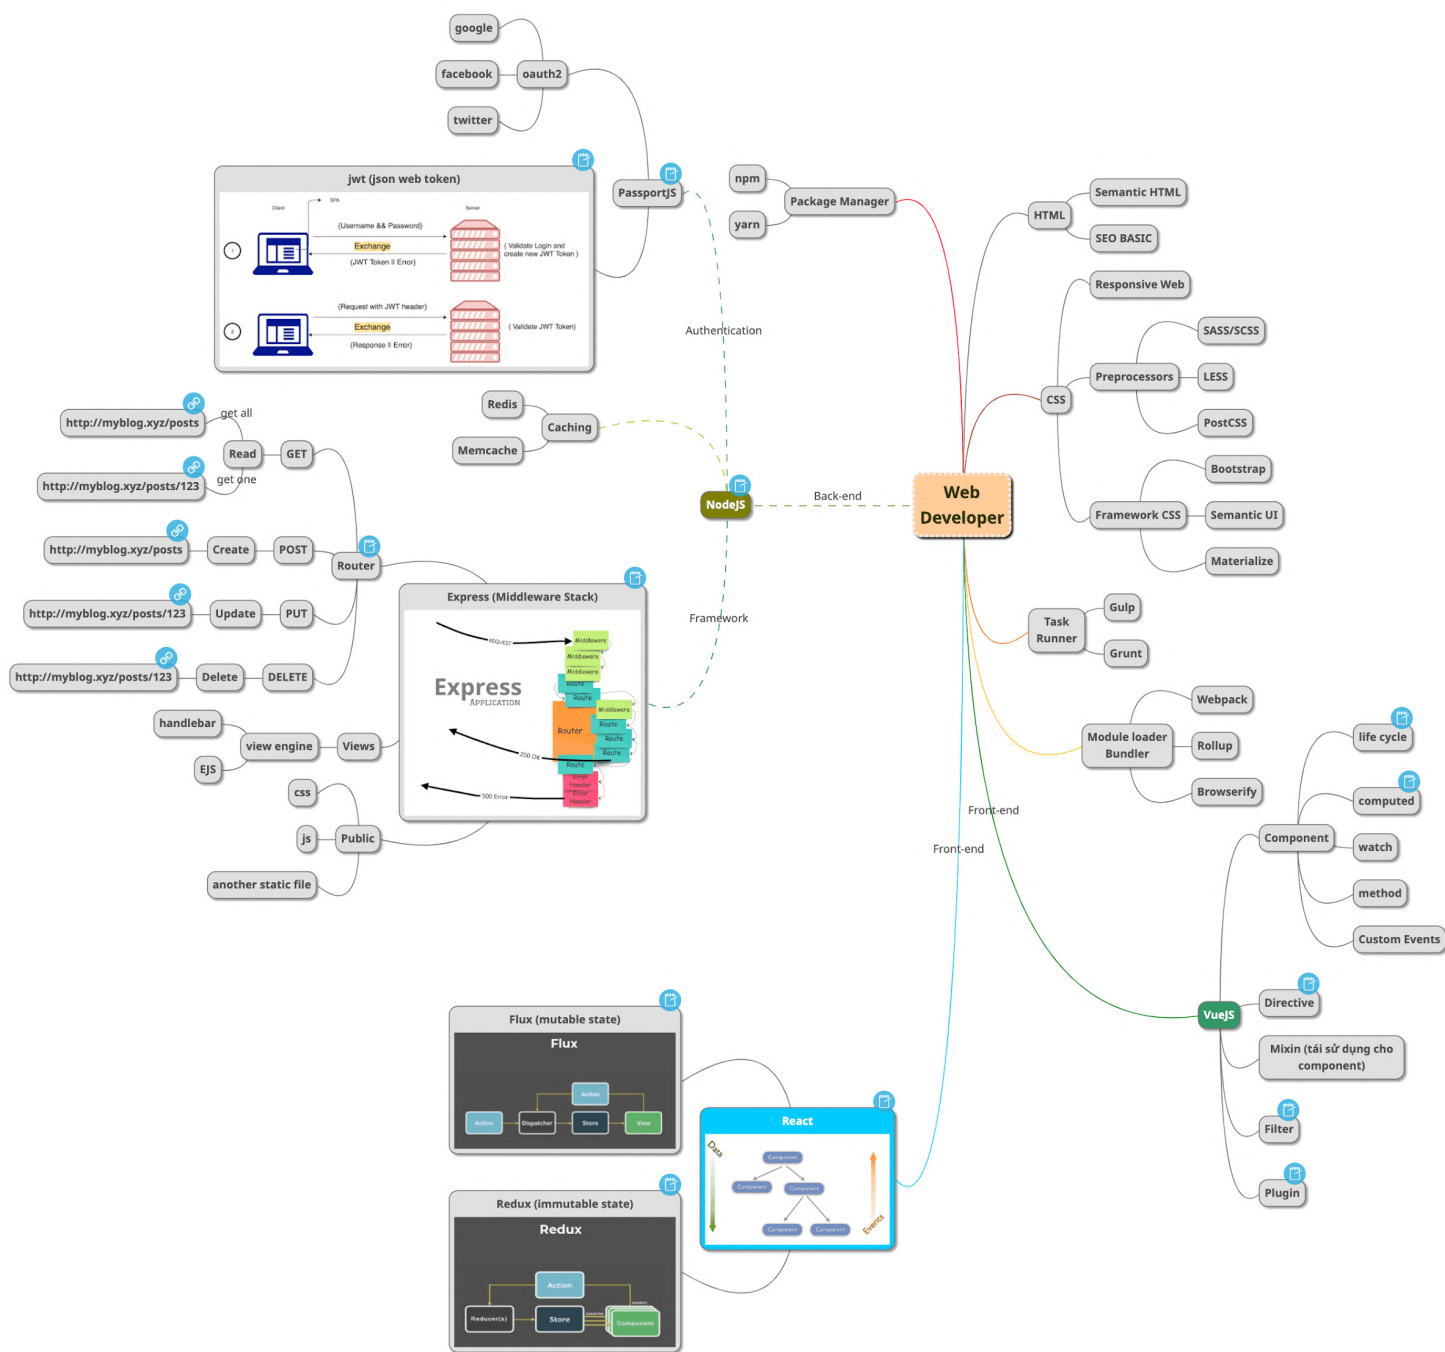 google
facebook
oauth2
twitter
jwt (json web token)
Client
SPA
Server
1
{Username && Password}
Exchange
(JWT Token || Error)
{ Validate Login and
create new JWT Token }
2
{Request with JWT header}
Exchange
{Response || Error}
{ Validate JWT Token}
PassportJS
Authentication
npm
yarn
Package Manager
Redis
Memcache
Caching
NodeJS
Back-end
Web
Developer
Framework
http://myblog.xyz/posts
get all
Read
GET
http://myblog.xyz/posts/123
get one
http://myblog.xyz/posts
Create
POST
Router
http://myblog.xyz/posts/123
Update
PUT
http://myblog.xyz/posts/123
Delete
DELETE
handlebar
EJS
view engine
Views
css
js
Public
another static file
Express (Middleware Stack)
REQUEST
Middleware
Middleware
Middleware
Route
Route
Express
APPLICATION
Middleware
Route
Router
Route
Route
200 OK
Route
Error
Handler
Error
Handler
500 Error
HTML
Semantic HTML
SEO BASIC
CSS
Responsive Web
Preprocessors
SASS/SCSS
LESS
PostCSS
Framework CSS
Bootstrap
Semantic UI
Materialize
Task
Runner
Gulp
Grunt
Module loader
Bundler
Webpack
Rollup
Browserify
Front-end
Front-end
VueJS
Component
life cycle
computed
watch
method
Custom Events
Directive
Mixin (tái sử dụng cho
component)
Filter
Plugin
Flux (mutable state)
Flux
Action
Action
Dispatcher
Store
View
Redux (immutable state)
Redux
Action
Reducer(s)
Store
Component
React
Data
Component
Component
Component
Component
Component
Events